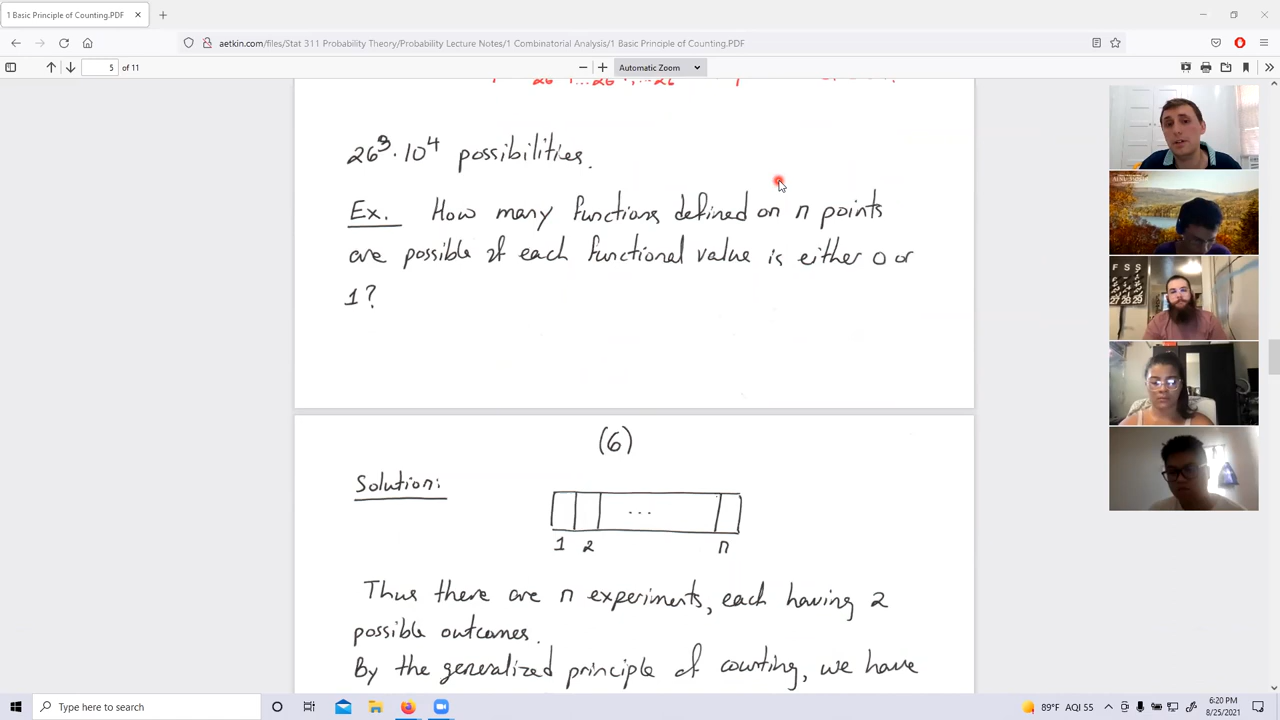 1 Basic Principle of Counting.PDF
aetkin.com/files/Stat 311 Probability Theory/Probability Lecture Notes/1 Combinatorial Analysis/1 Basic Principle of Counting.PDF
5 of 11
Automatic Zoom
26³·10⁴ possibilities.
Ex. How many functions defined on n points
are possible if each functional value is either 0 or
1?
(6)
Solution:
...
1 2 n
Thus there are n experiments, each having 2
possible outcomes.
By the generalized principle of counting, we have
F S S
27 28 29
Type here to search
89°F AQI 55
6:20 PM
8/25/2021